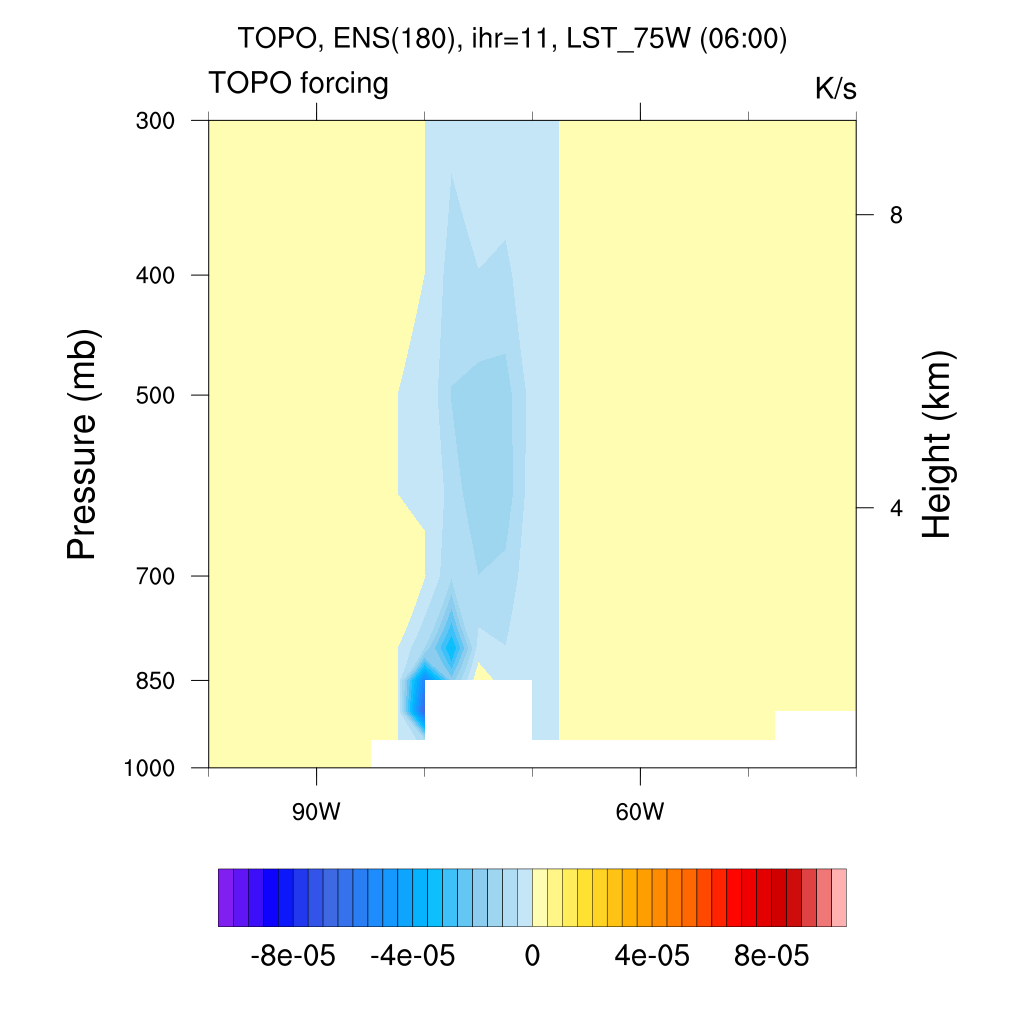 TOPO, ENS(180), ihr=11, LST_75W (06:00)
TOPO forcing
K/s
300
400
500
700
850
1000
Pressure (mb)
8
4
Height (km)
90W
60W
-8e-05
-4e-05
0
4e-05
8e-05